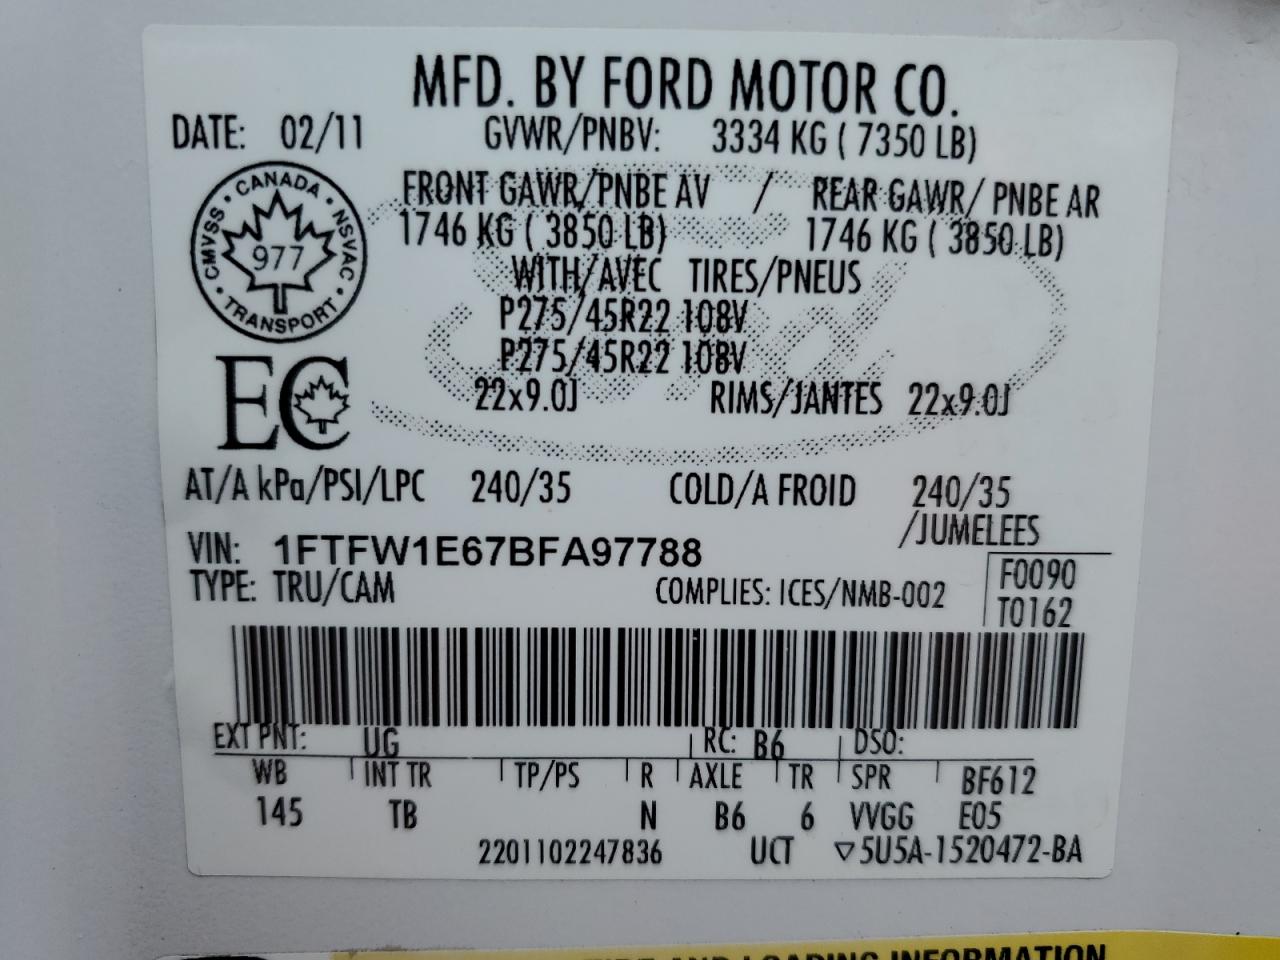 MFD. BY FORD MOTOR CO.
DATE: 02/11 GVWR/PNBV: 3334 KG ( 7350 LB)
CANADA
CMVSS NSVAC
977
TRANSPORT
FRONT GAWR/PNBE AV / REAR GAWR/ PNBE AR
1746 KG ( 3850 LB) 1746 KG ( 3850 LB)
WITH/AVEC TIRES/PNEUS
P275/45R22 108V
P275/45R22 108V
22x9.0J RIMS/JANTES 22x9.0J
Ford
EC
AT/A kPa/PSI/LPC 240/35 COLD/A FROID 240/35
/JUMELEES
VIN: 1FTFW1E67BFA97788
TYPE: TRU/CAM COMPLIES: ICES/NMB-002
F0090
T0162
EXT PNT: UG RC: B6 DSO:
WB INT TR TP/PS R AXLE TR SPR BF612
145 TB N B6 6 VVGG E05
2201102247836 UCT ▽5U5A-1520472-BA
AND LOADING INFORMATION